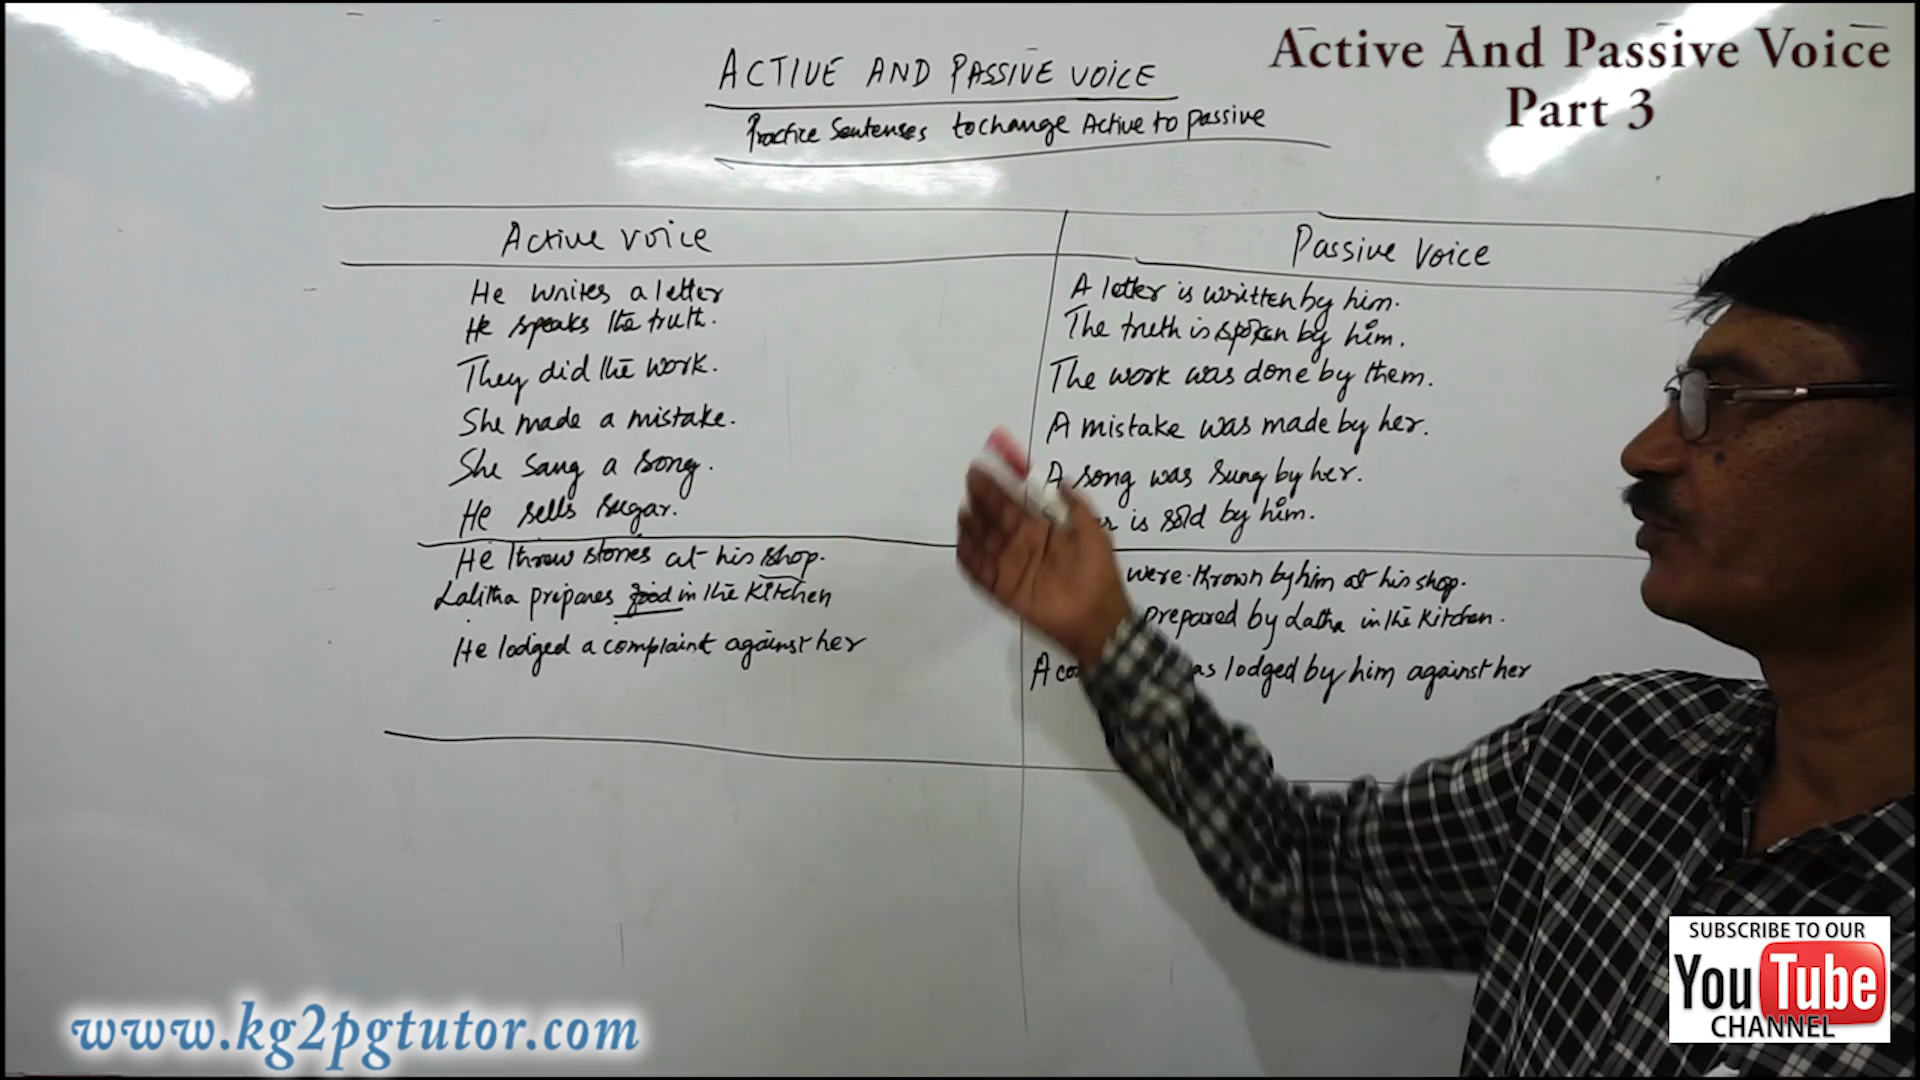 Active And Passive Voice
Part 3
ACTIVE AND PASSIVE VOICE
Practice Sentenses to change Active to passive
Active voice
Passive voice
He writes a letter
A letter is written by him.
He speaks the truth.
The truth is spoken by him.
They did the work.
The work was done by them.
She made a mistake.
A mistake was made by her.
She sang a song.
A song was sung by her.
He sells sugar.
is sold by him.
He threw stones at his shop.
were thrown by him at his shop.
Lalitha prepares food in the kitchen
prepared by Latha in the kitchen.
He lodged a complaint against her
A lodged by him against her
www.kg2pgtutor.com
SUBSCRIBE TO OUR
YouTube
CHANNEL